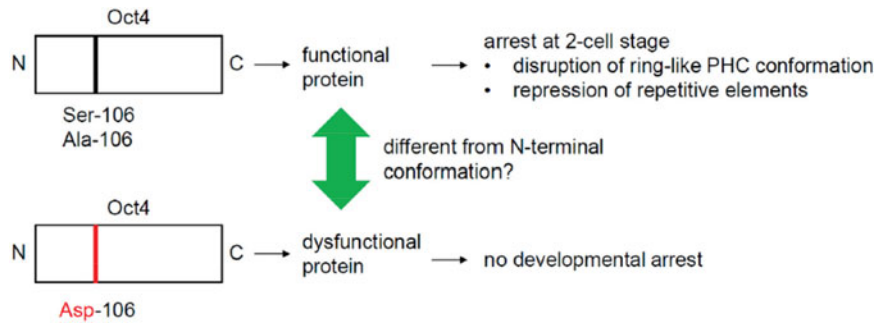 Oct4
N
C
functional
protein
arrest at 2-cell stage
• disruption of ring-like PHC conformation
• repression of repetitive elements
Ser-106
Ala-106
different from N-terminal
conformation?
Oct4
N
C
dysfunctional
protein
no developmental arrest
Asp-106